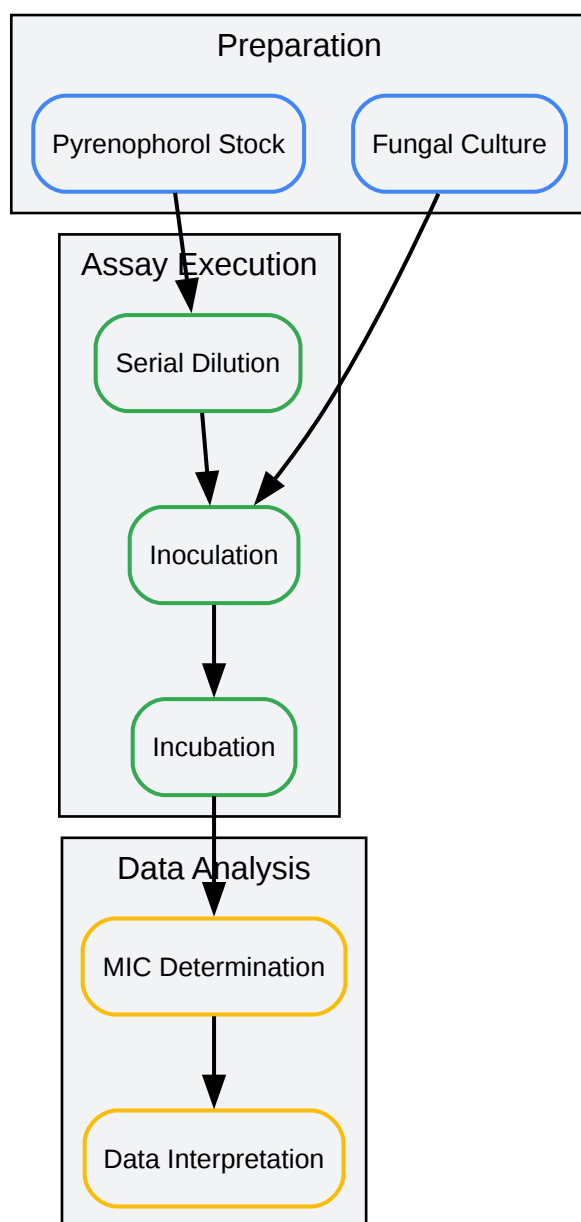 Preparation
Pyrenophorol Stock
Fungal Culture
Assay Execution
Serial Dilution
Inoculation
Incubation
Data Analysis
MIC Determination
Data Interpretation